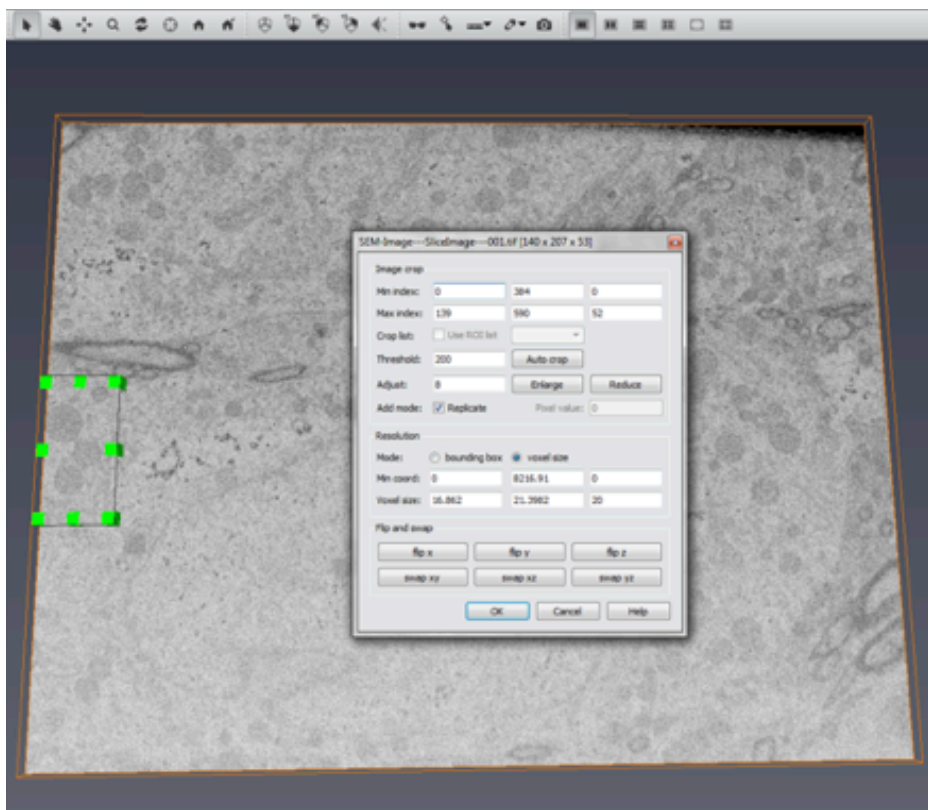 SEM-Image---SliceImage---001.tif [140 x 207 x 53]
Image crop
Min index: 0 384 0
Max index: 139 590 52
Crop list: Use ROI list
Threshold: 200 Auto crop
Adjust: 8 Enlarge Reduce
Add mode: Replicate Pixel value: 0
Resolution
Mode: bounding box voxel size
Min coord: 0 8216.91 0
Voxel size: 16.862 21.3982 20
Flip and swap
flip x flip y flip z
swap xy swap xz swap yz
OK Cancel Help